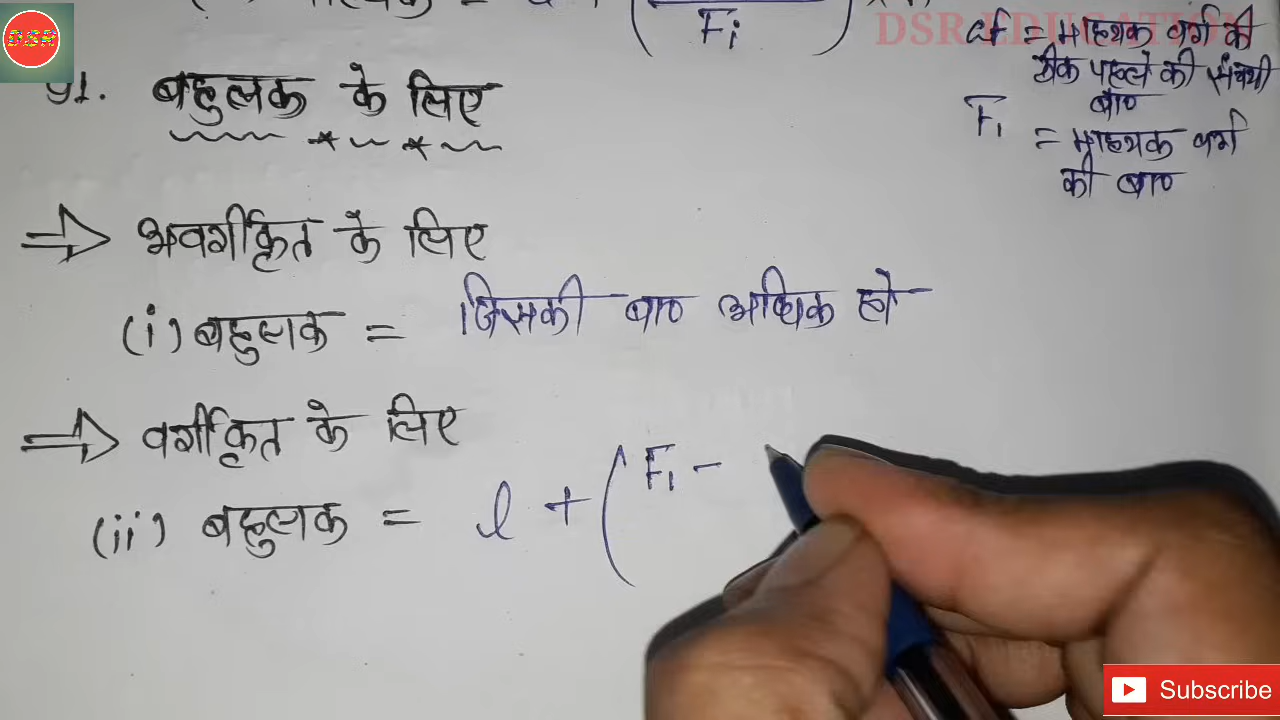 DSR
DSR EDUCATION
Fi
cf = माध्यक वर्ग की
ठीक पहले की संचयी
बा०
Fi = माध्यक वर्ग
की बा०
बहुलक के लिए
⇒ अवर्गीकृत के लिए
(i) बहुलक = जिसकी बा० अधिक हो
⇒ वर्गीकृत के लिए
(ii) बहुलक = l + ( F₁ -
Subscribe